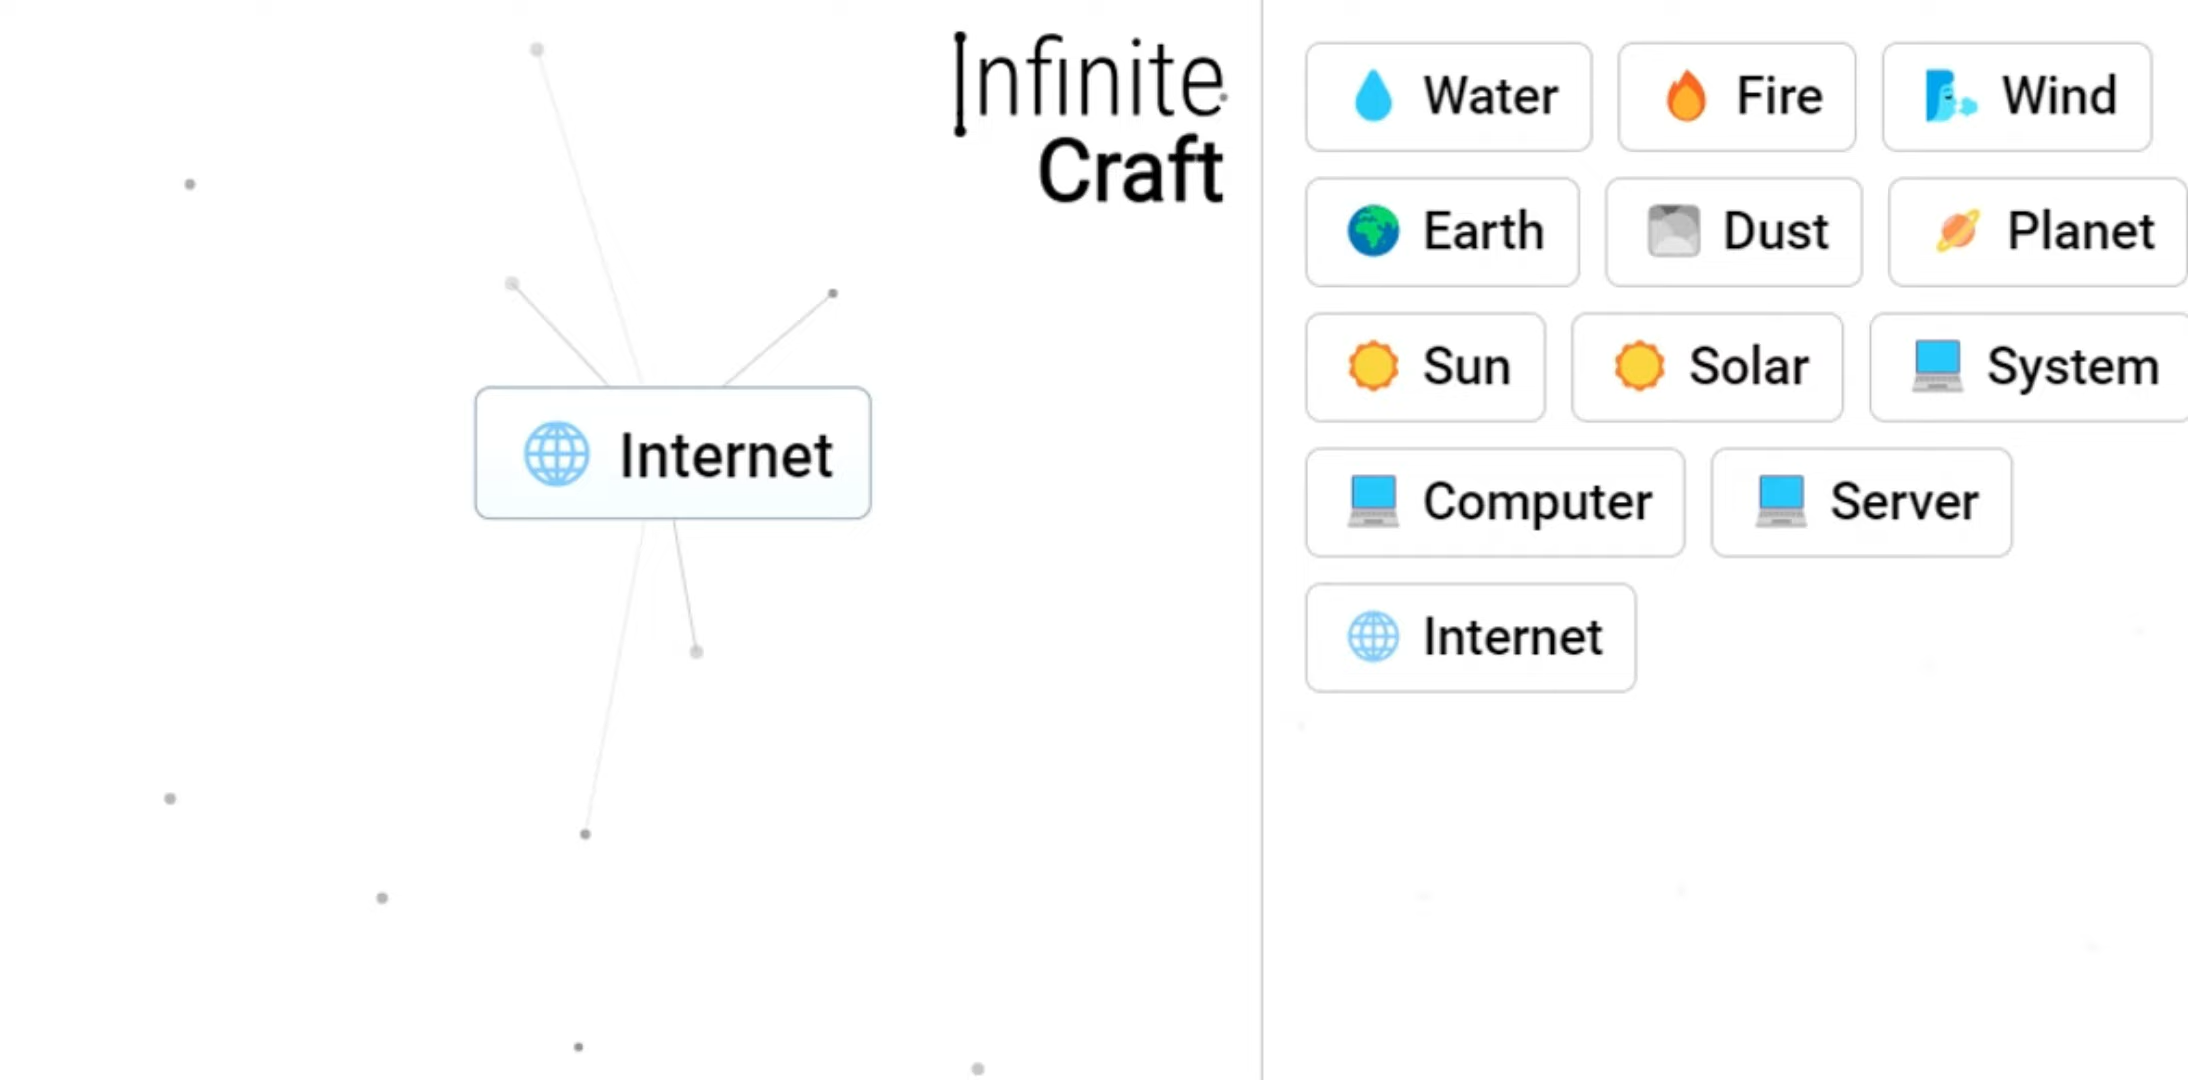 Infinite
Craft
Internet
Water Fire Wind
Earth Dust Planet
Sun Solar System
Computer Server
Internet